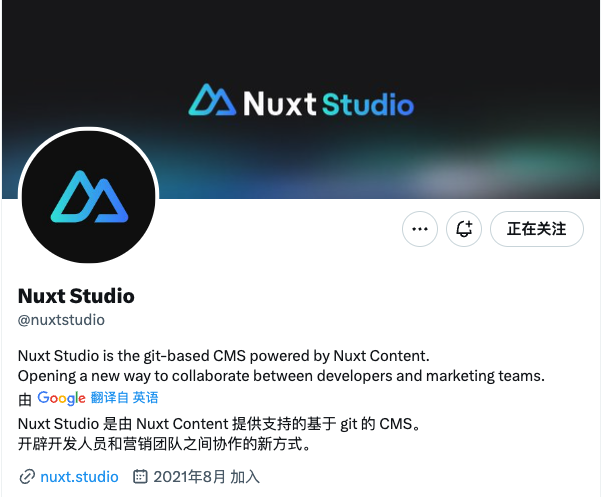 Nuxt Studio
正在关注
Nuxt Studio
@nuxtstudio
Nuxt Studio is the git-based CMS powered by Nuxt Content.
Opening a new way to collaborate between developers and marketing teams.
由 Google 翻译自 英语
Nuxt Studio 是由 Nuxt Content 提供支持的基于 git 的 CMS。
开辟开发人员和营销团队之间协作的新方式。
nuxt.studio 2021年8月 加入